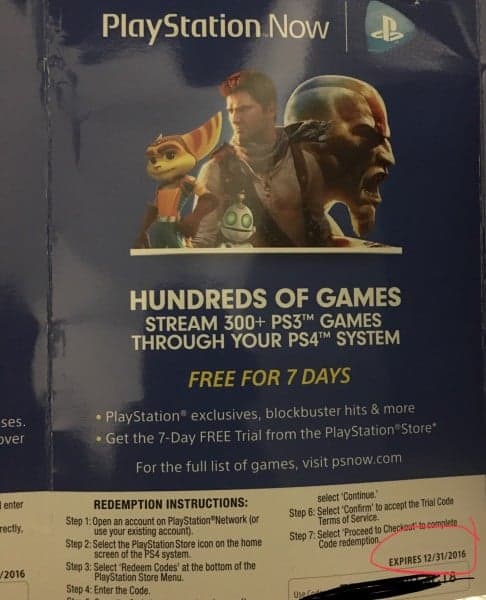 PlayStation Now
HUNDREDS OF GAMES
STREAM 300+ PS3™ GAMES
THROUGH YOUR PS4™ SYSTEM
FREE FOR 7 DAYS
• PlayStation® exclusives, blockbuster hits & more
• Get the 7-Day FREE Trial from the PlayStation®Store*
For the full list of games, visit psnow.com
ses.
over
enter
rectly,
/2016
REDEMPTION INSTRUCTIONS:
Step 1: Open an account on PlayStation®Network (or
use your existing account).
Step 2: Select the PlayStation Store icon on the home
screen of the PS4 system.
Step 3: Select 'Redeem Codes' at the bottom of the
PlayStation Store Menu.
Step 4: Enter the Code.
select 'Continue.'
Step 6: Select 'Confirm' to accept the Trial Code
Terms of Service.
Step 7: Select 'Proceed to Checkout' to complete
Code redemption.
EXPIRES 12/31/2016
Use